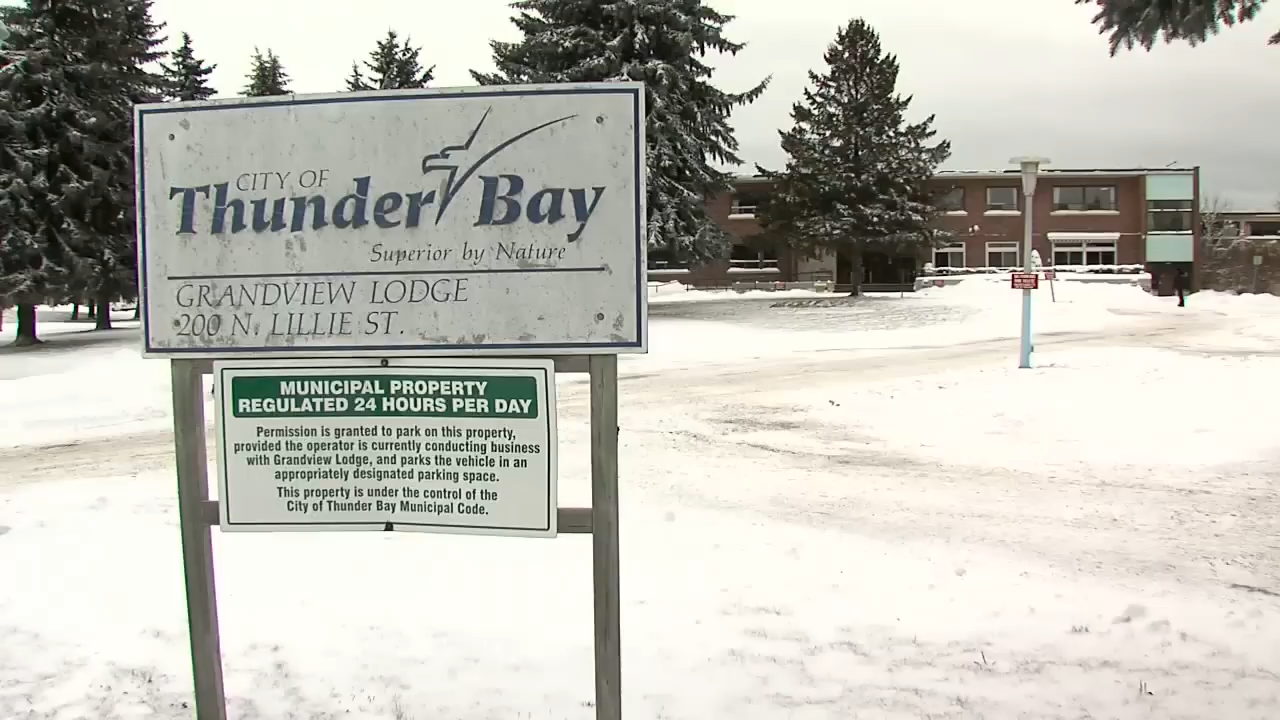 CITY OF
Thunder Bay
Superior by Nature
GRANDVIEW LODGE
200 N. LILLIE ST.
MUNICIPAL PROPERTY
REGULATED 24 HOURS PER DAY
Permission is granted to park on this property,
provided the operator is currently conducting business
with Grandview Lodge, and parks the vehicle in an
appropriately designated parking space.
This property is under the control of the
City of Thunder Bay Municipal Code.